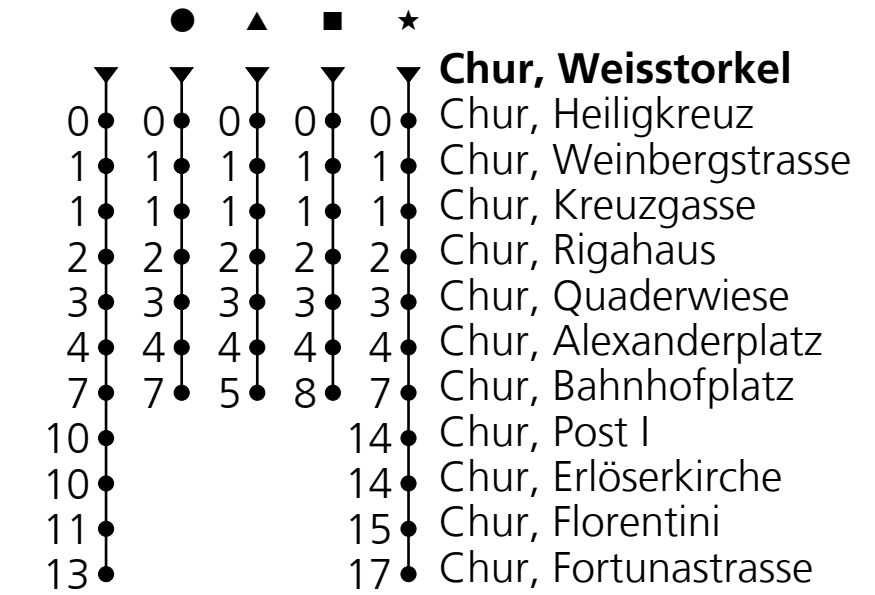 ● ▲ ■ ★
Chur, Weisstorkel
0 0 0 0 0 Chur, Heiligkreuz
1 1 1 1 1 Chur, Weinbergstrasse
1 1 1 1 1 Chur, Kreuzgasse
2 2 2 2 2 Chur, Rigahaus
3 3 3 3 3 Chur, Quaderwiese
4 4 4 4 4 Chur, Alexanderplatz
7 7 5 8 7 Chur, Bahnhofplatz
10 14 Chur, Post I
10 14 Chur, Erlöserkirche
11 15 Chur, Florentini
13 17 Chur, Fortunastrasse